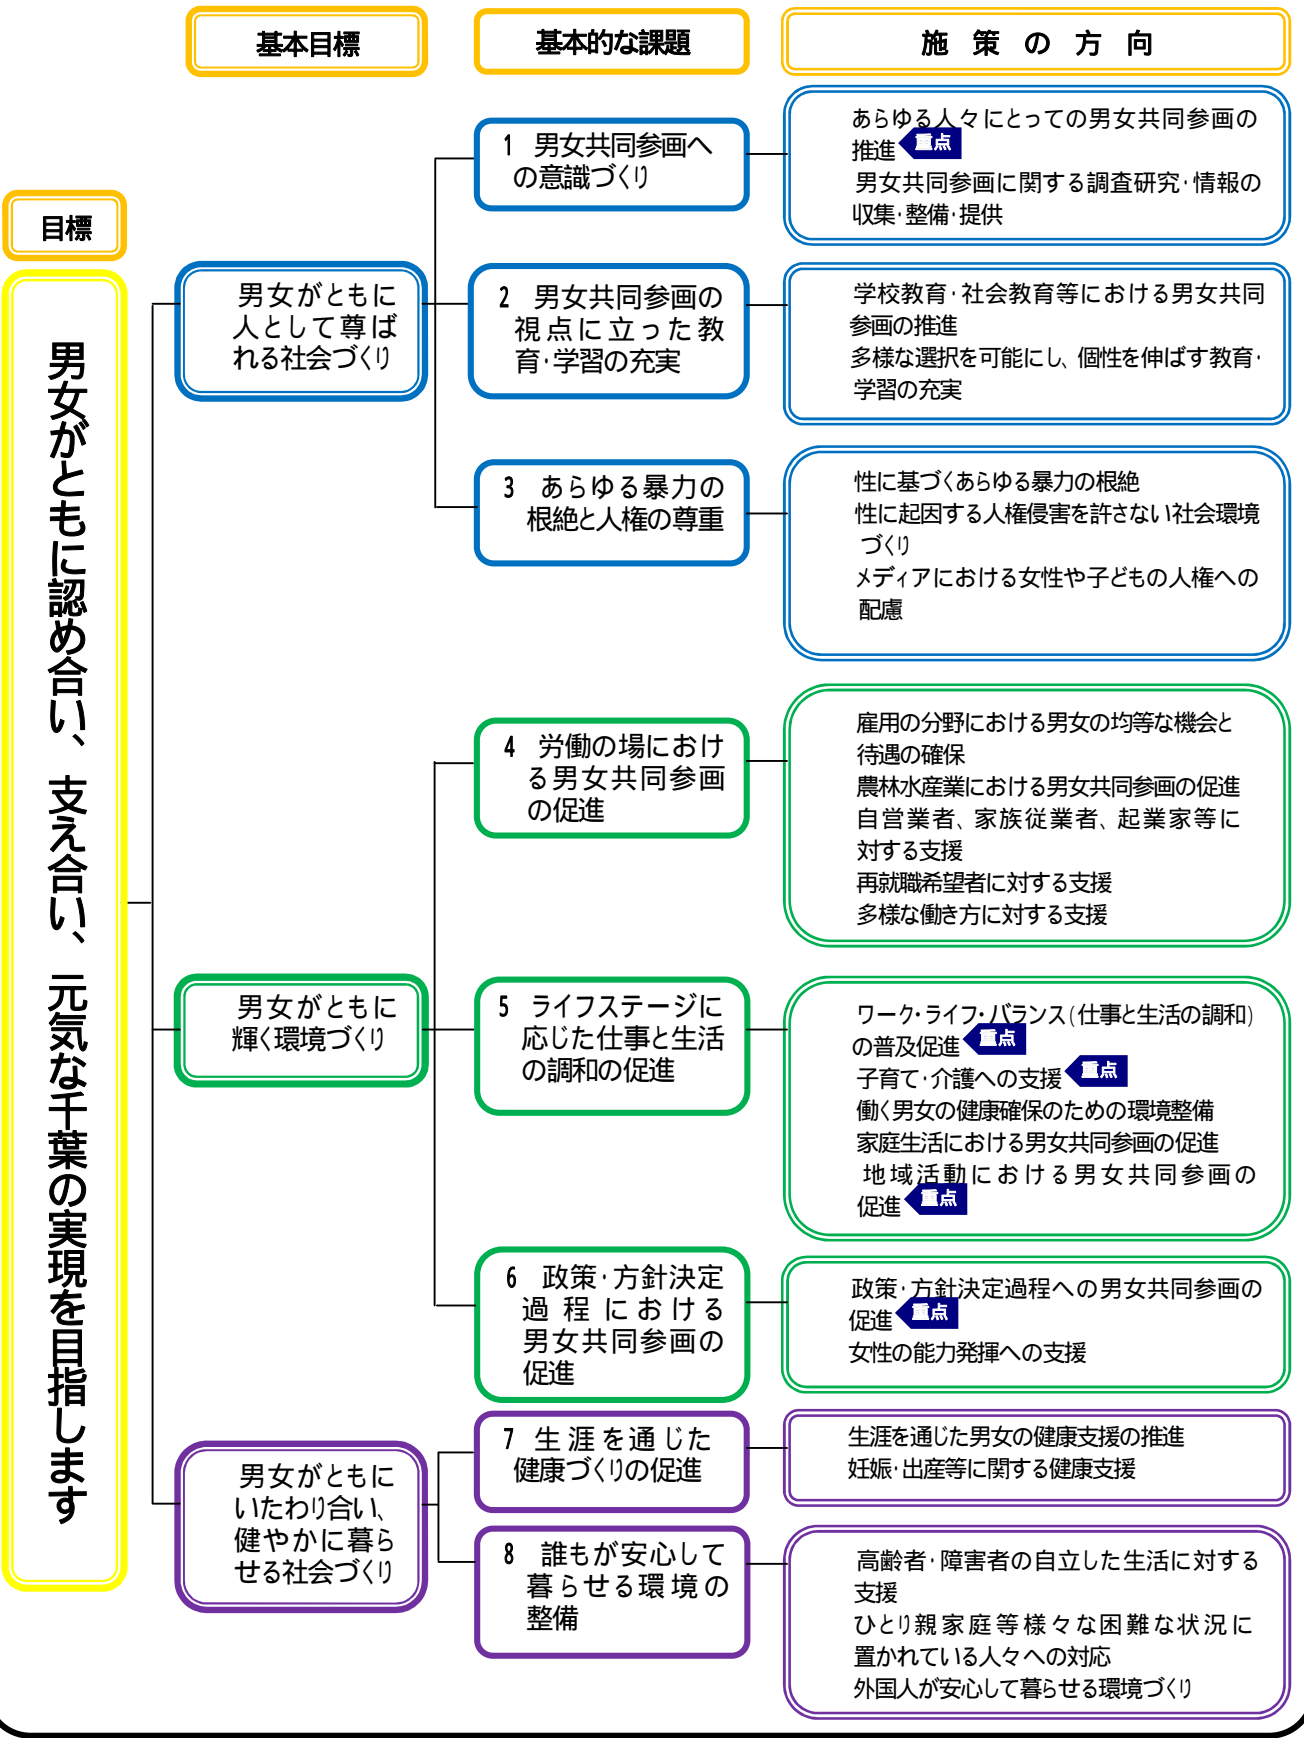 基本目標
基本的な課題
施策の方向
目標
男女がともに認め合い、支え合い、元気な千葉の実現を目指します
男女がともに
人として尊ば
れる社会づくり
1 男女共同参画へ
の意識づくり
あらゆる人々にとっての男女共同参画の
推進 重点
男女共同参画に関する調査研究・情報の
収集・整備・提供
2 男女共同参画の
視点に立った教
育・学習の充実
学校教育・社会教育等における男女共同
参画の推進
多様な選択を可能にし、個性を伸ばす教育・
学習の充実
3 あらゆる暴力の
根絶と人権の尊重
性に基づくあらゆる暴力の根絶
性に起因する人権侵害を許さない社会環境
づくり
メディアにおける女性や子どもの人権への
配慮
男女がともに
輝く環境づくり
4 労働の場におけ
る男女共同参画
の促進
雇用の分野における男女の均等な機会と
待遇の確保
農林水産業における男女共同参画の促進
自営業者、家族従業者、起業家等に
対する支援
再就職希望者に対する支援
多様な働き方に対する支援
5 ライフステージに
応じた仕事と生活
の調和の促進
ワーク・ライフ・バランス(仕事と生活の調和)
の普及促進 重点
子育て・介護への支援 重点
働く男女の健康確保のための環境整備
家庭生活における男女共同参画の促進
地域活動における男女共同参画の
促進 重点
6 政策・方針決定
過程における
男女共同参画の
促進
政策・方針決定過程への男女共同参画の
促進 重点
女性の能力発揮への支援
男女がともに
いたわり合い、
健やかに暮ら
せる社会づくり
7 生涯を通じた
健康づくりの促進
生涯を通じた男女の健康支援の推進
妊娠・出産等に関する健康支援
8 誰もが安心して
暮らせる環境の
整備
高齢者・障害者の自立した生活に対する
支援
ひとり親家庭等様々な困難な状況に
置かれている人々への対応
外国人が安心して暮らせる環境づくり